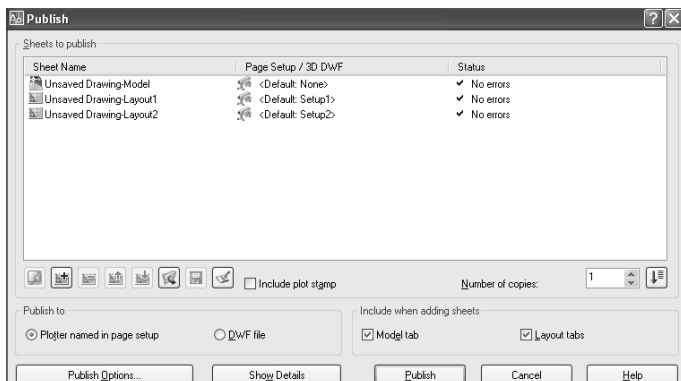 Publish
Sheets to publish
Sheet Name Page Setup / 3D DWF Status
Unsaved Drawing-Model <Default: None> No errors
Unsaved Drawing-Layout1 <Default: Setup1> No errors
Unsaved Drawing-Layout2 <Default: Setup2> No errors
Include plot stamp Number of copies: 1
Publish to Include when adding sheets
Plotter named in page setup DWF file Model tab Layout tabs
Publish Options... Show Details Publish Cancel Help